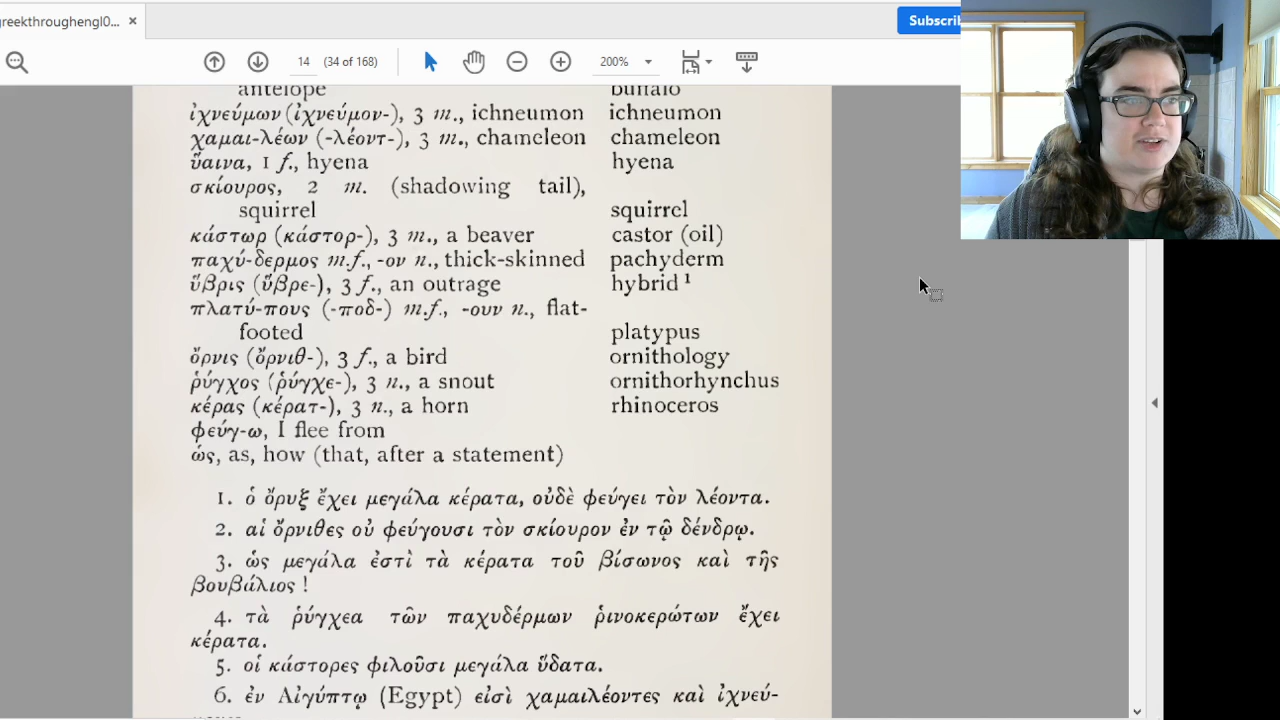 greekthroughengl0... ×
Subscrib
14 (34 of 168) 200%
antelope buffalo
ἰχνεύμων (ἰχνεύμον-), 3 m., ichneumon ichneumon
χαμαι-λέων (-λέοντ-), 3 m., chameleon chameleon
ὕαινα, 1 f., hyena hyena
σκίουρος, 2 m. (shadowing tail),
squirrel squirrel
κάστωρ (κάστορ-), 3 m., a beaver castor (oil)
παχύ-δερμος m.f., -ον n., thick-skinned pachyderm
ὕβρις (ὕβρε-), 3 f., an outrage hybrid ¹
πλατύ-πους (-ποδ-) m.f., -ουν n., flat-
footed platypus
ὄρνις (ὄρνιθ-), 3 f., a bird ornithology
ῥύγχος (ῥύγχε-), 3 n., a snout ornithorhynchus
κέρας (κέρατ-), 3 n., a horn rhinoceros
φεύγ-ω, I flee from
ὡς, as, how (that, after a statement)
1. ὁ ὄρυξ ἔχει μεγάλα κέρατα, οὐδὲ φεύγει τὸν λέοντα.
2. αἱ ὄρνιθες οὐ φεύγουσι τὸν σκίουρον ἐν τῷ δένδρῳ.
3. ὡς μεγάλα ἐστὶ τὰ κέρατα τοῦ βίσωνος καὶ τῆς
βουβάλιος !
4. τὰ ῥύγχεα τῶν παχυδέρμων ῥινοκερώτων ἔχει
κέρατα.
5. οἱ κάστορες φιλοῦσι μεγάλα ὕδατα.
6. ἐν Αἰγύπτῳ (Egypt) εἰσὶ χαμαιλέοντες καὶ ἰχνεύ-